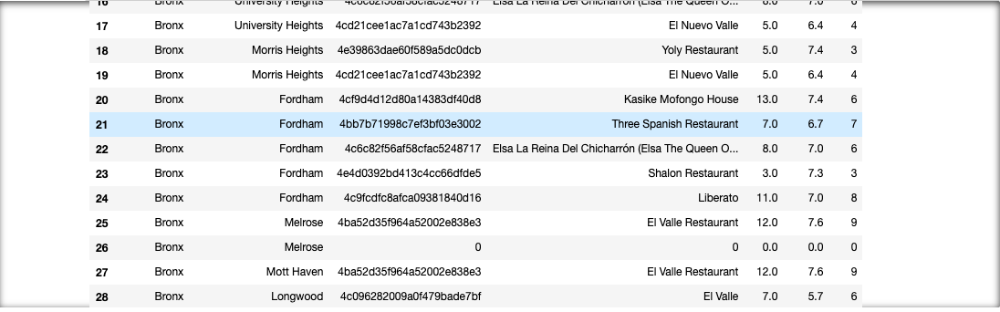 16 Bronx University Heights 4c6c82f56af58cfac5248717 Elsa La Reina Del Chicharrón (Elsa The Queen O... 8.0 7.0 6
17 Bronx University Heights 4cd21cee1ac7a1cd743b2392 El Nuevo Valle 5.0 6.4 4
18 Bronx Morris Heights 4e39863dae60f589a5dc0dcb Yoly Restaurant 5.0 7.4 3
19 Bronx Morris Heights 4cd21cee1ac7a1cd743b2392 El Nuevo Valle 5.0 6.4 4
20 Bronx Fordham 4cf9d4d12d80a14383df40d8 Kasike Mofongo House 13.0 7.4 6
21 Bronx Fordham 4bb7b71998c7ef3bf03e3002 Three Spanish Restaurant 7.0 6.7 7
22 Bronx Fordham 4c6c82f56af58cfac5248717 Elsa La Reina Del Chicharrón (Elsa The Queen O... 8.0 7.0 6
23 Bronx Fordham 4e4d0392bd413c4cc66dfde5 Shalon Restaurant 3.0 7.3 3
24 Bronx Fordham 4c9fcdfc8afca09381840d16 Liberato 11.0 7.0 8
25 Bronx Melrose 4ba52d35f964a52002e838e3 El Valle Restaurant 12.0 7.6 9
26 Bronx Melrose 0 0 0.0 0.0 0
27 Bronx Mott Haven 4ba52d35f964a52002e838e3 El Valle Restaurant 12.0 7.6 9
28 Bronx Longwood 4c096282009a0f479bade7bf El Valle 7.0 5.7 6